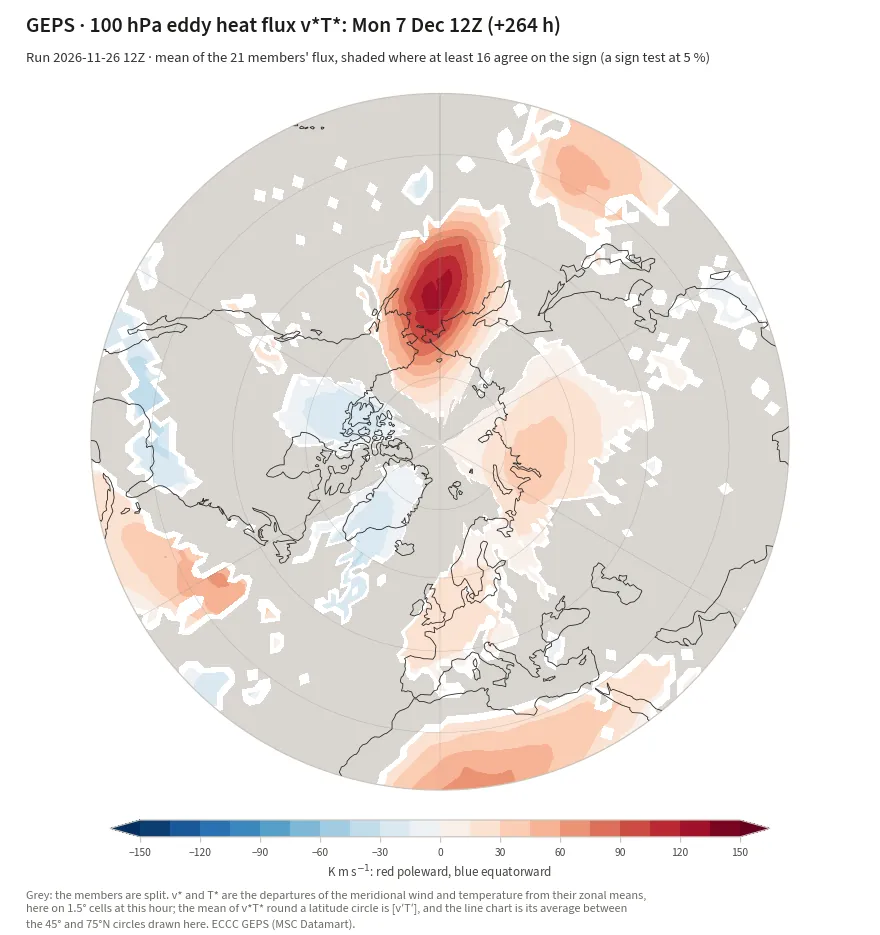 GEPS · 100 hPa eddy heat flux v*T*: Mon 7 Dec 12Z (+264 h)
Run 2026-11-26 12Z · mean of the 21 members' flux, shaded where at least 16 agree on the sign (a sign test at 5 %)
−150 −120 −90 −60 −30 0 30 60 90 120 150
K m s⁻¹: red poleward, blue equatorward
Grey: the members are split. v* and T* are the departures of the meridional wind and temperature from their zonal means,
here on 1.5° cells at this hour; the mean of v*T* round a latitude circle is [v'T'], and the line chart is its average between
the 45° and 75°N circles drawn here. ECCC GEPS (MSC Datamart).